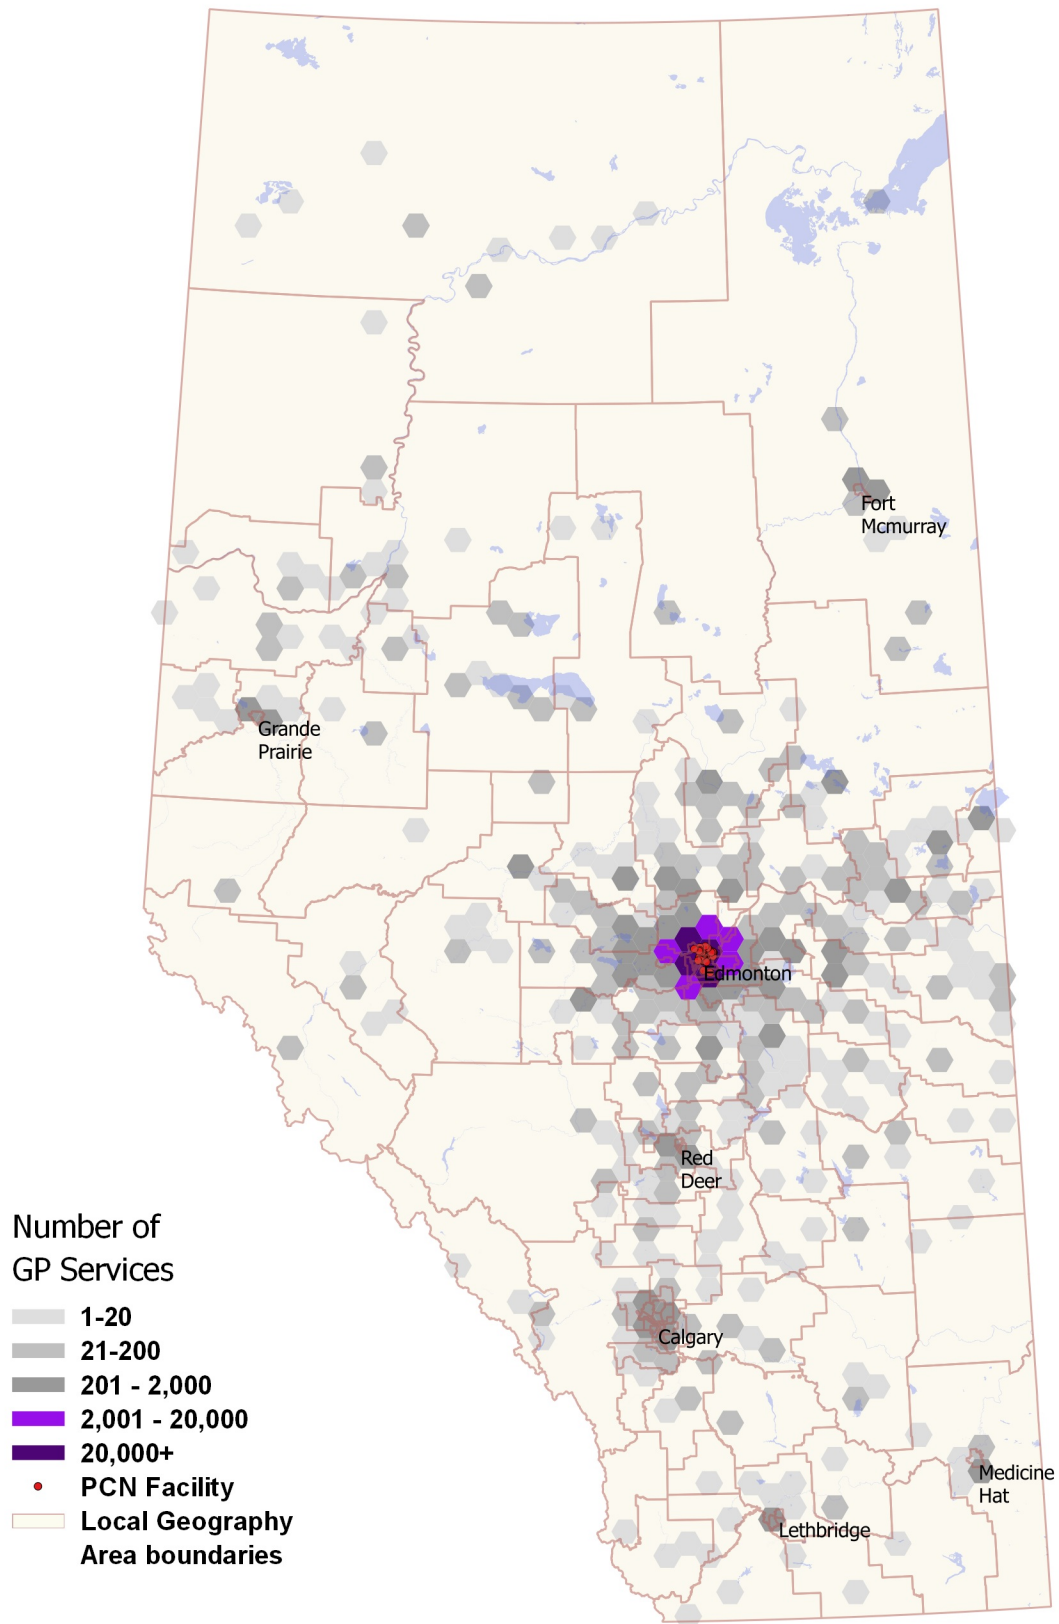 Fort
Mcmurray
Grande
Prairie
Edmonton
Red
Deer
Number of
GP Services
1-20
21-200
201 - 2,000
2,001 - 20,000
20,000+
PCN Facility
Local Geography
Area boundaries
Calgary
Medicine
Hat
Lethbridge